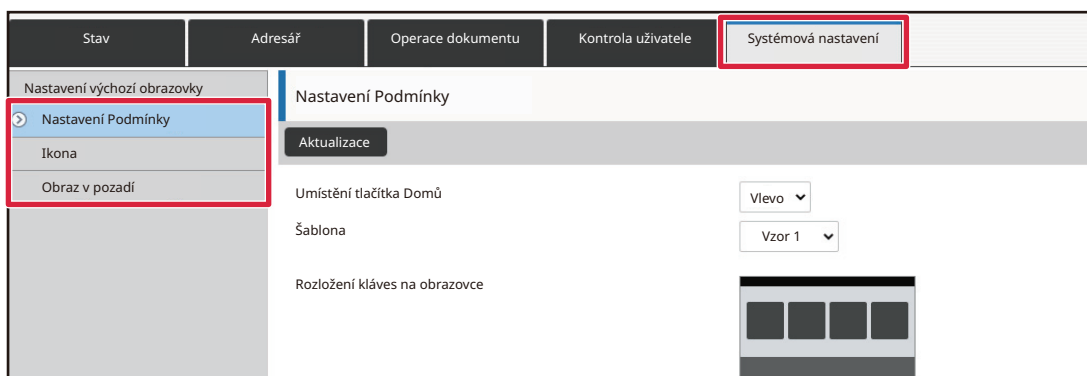 Stav Adresář Operace dokumentu Kontrola uživatele Systémová nastavení
Nastavení výchozí obrazovky
Nastavení Podmínky
Ikona
Obraz v pozadí
Nastavení Podmínky
Aktualizace
Umístění tlačítka Domů Vlevo
Šablona Vzor 1
Rozložení kláves na obrazovce